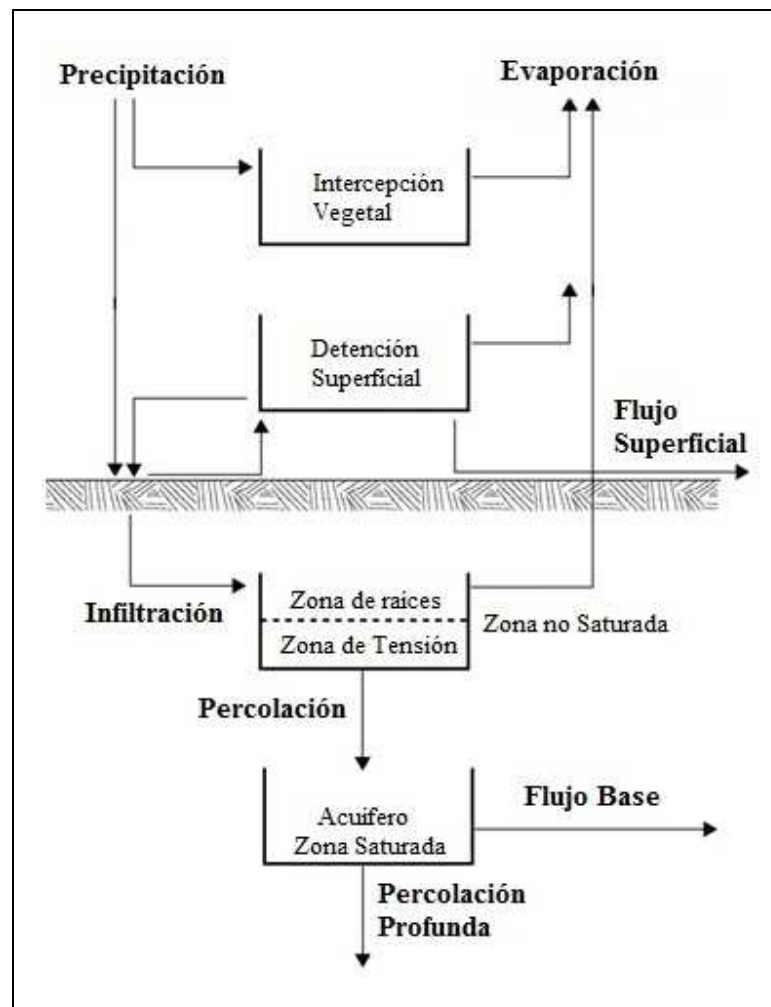 Precipitación
Evaporación
Intercepción
Vegetal
Detención
Superficial
Flujo
Superficial
Infiltración
Zona de raices
Zona de Tensión
Zona no Saturada
Percolación
Acuifero
Zona Saturada
Flujo Base
Percolación
Profunda